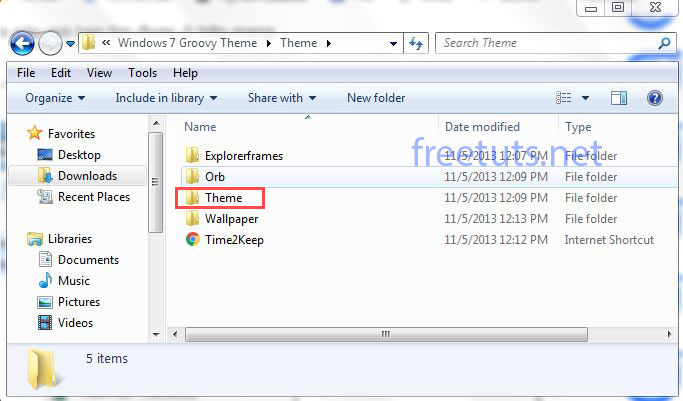 « Windows 7 Groovy Theme Theme
Search Theme
File Edit View Tools Help
Organize Include in library Share with New folder
Name Date modified Type
Favorites
Desktop
Downloads
Recent Places
Libraries
Documents
Music
Pictures
Videos
freetuts.net
Explorerframes 11/5/2013 12:07 PM File folder
Orb 11/5/2013 12:09 PM File folder
Theme 11/5/2013 12:09 PM File folder
Wallpaper 11/5/2013 12:13 PM File folder
Time2Keep 11/5/2013 12:12 PM Internet Shortcut
5 items